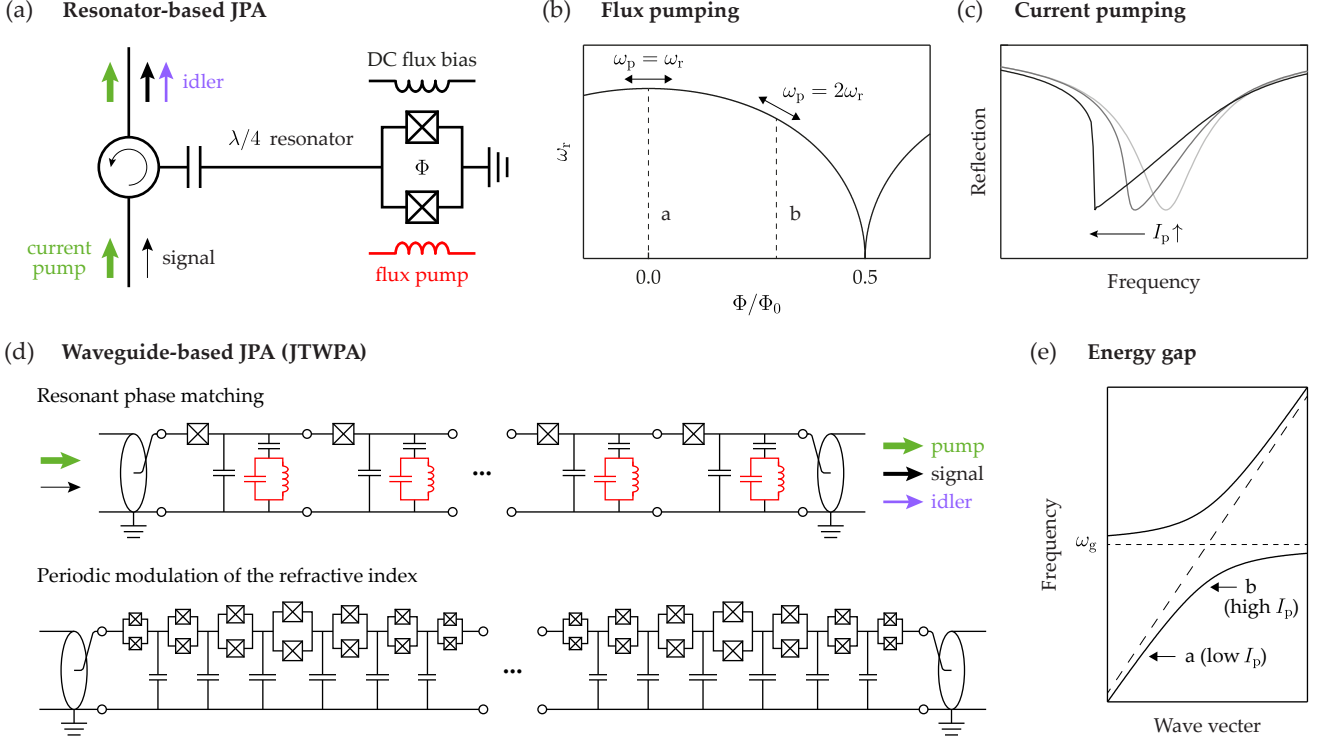 (a) Resonator-based JPA
idler
λ/4 resonator
DC flux bias
Φ
current
pump
signal
flux pump
(b) Flux pumping
ωp = ωr
ωp = 2ωr
ωr
a
b
0.0
0.5
Φ/Φ0
(c) Current pumping
Reflection
Ip↑
Frequency
(d) Waveguide-based JPA (JTWPA)
Resonant phase matching
...
pump
signal
idler
Periodic modulation of the refractive index
...
(e) Energy gap
Frequency
ωg
b
(high Ip)
a (low Ip)
Wave vecter